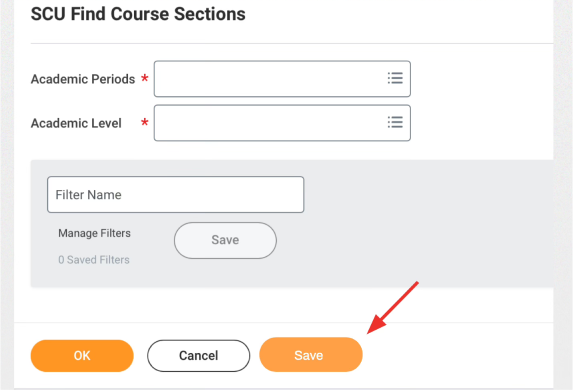 SCU Find Course Sections
Academic Periods *
Academic Level *
Filter Name
Manage Filters
Save
0 Saved Filters
OK
Cancel
Save